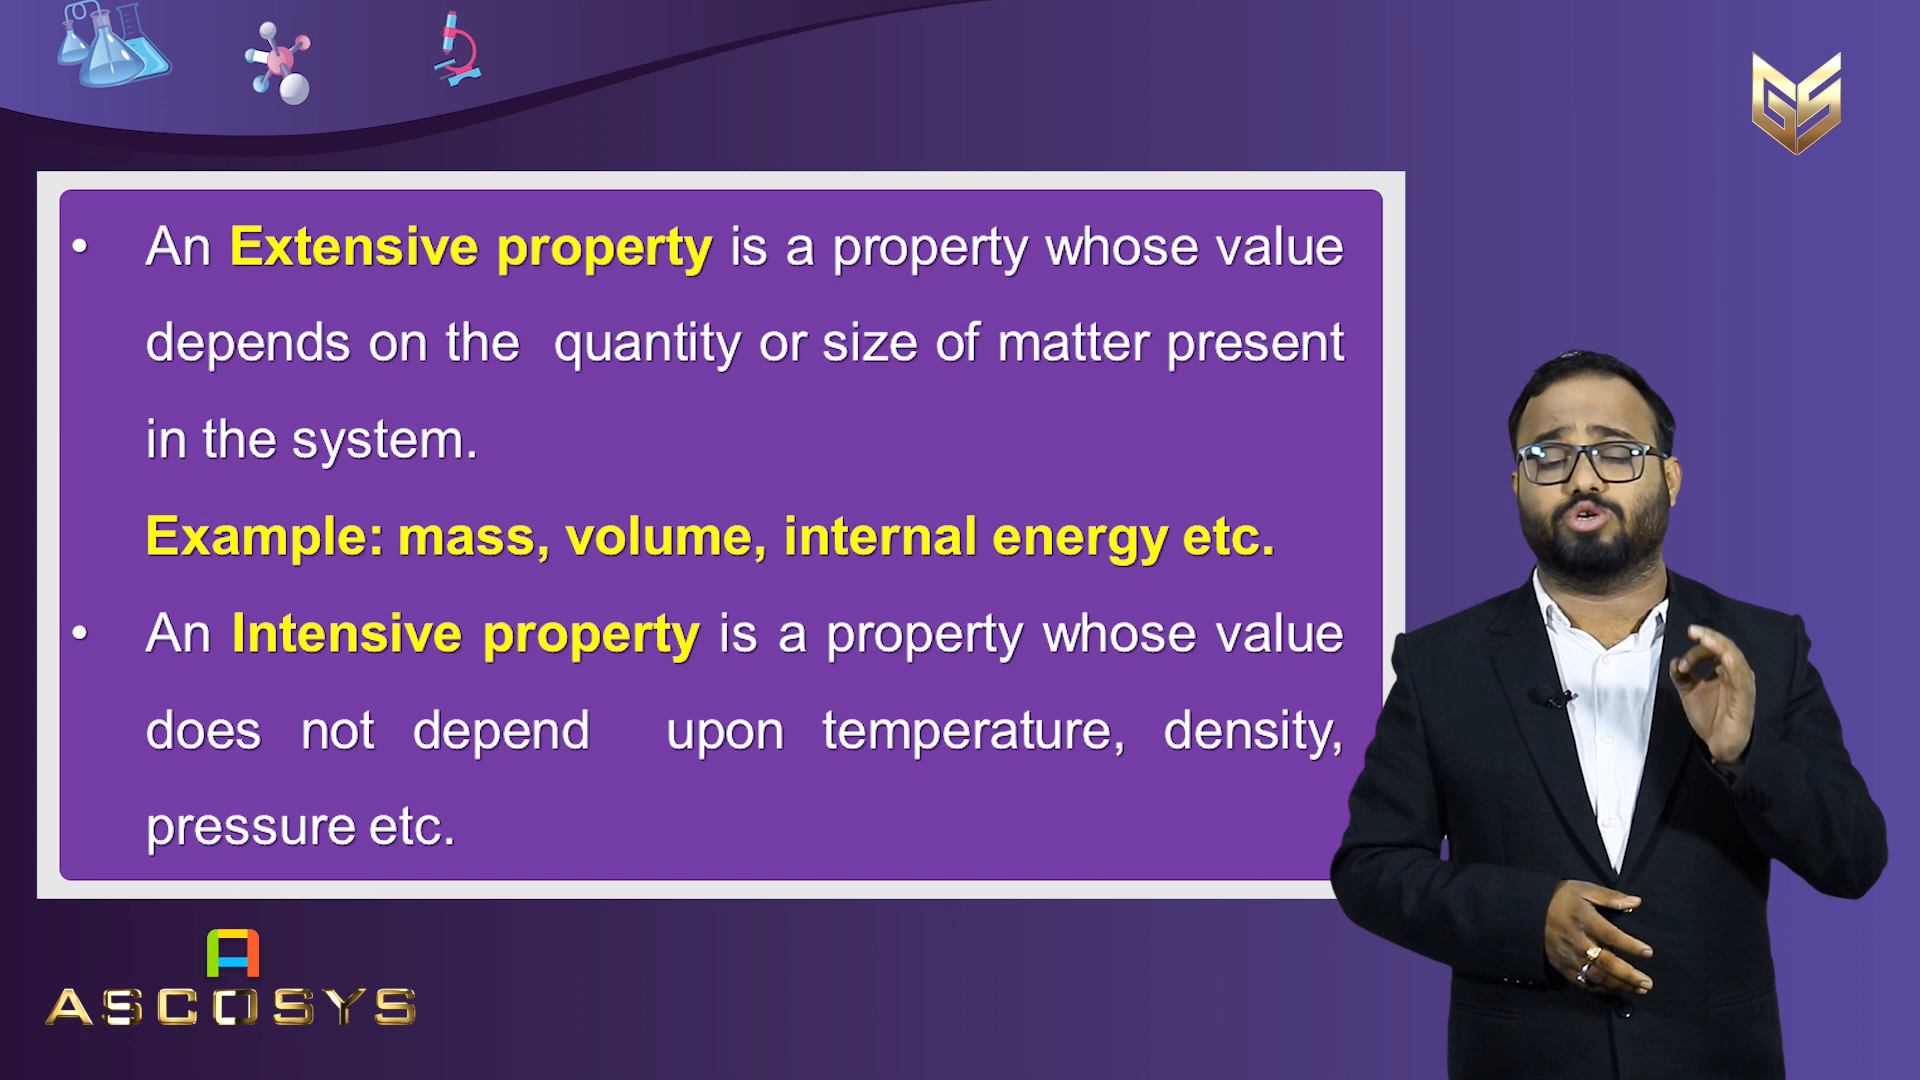 • An Extensive property is a property whose value
depends on the quantity or size of matter present
in the system.
Example: mass, volume, internal energy etc.
• An Intensive property is a property whose value
does not depend upon temperature, density,
pressure etc.
GS
A
ASCOSYS